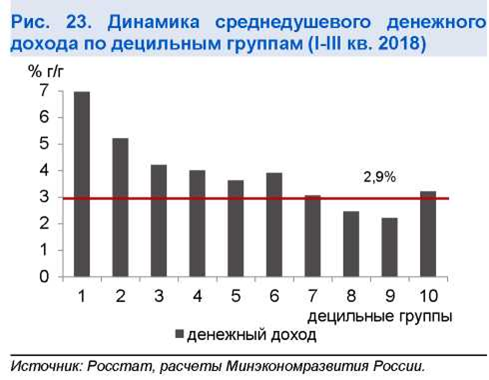 Рис. 23. Динамика среднедушевого денежного
дохода по децильным группам (I-III кв. 2018)
% г/г
7
6
5
4
3
2
1
0
2,9%
1 2 3 4 5 6 7 8 9 10
децильные группы
денежный доход
Источник: Росстат, расчеты Минэкономразвития России.